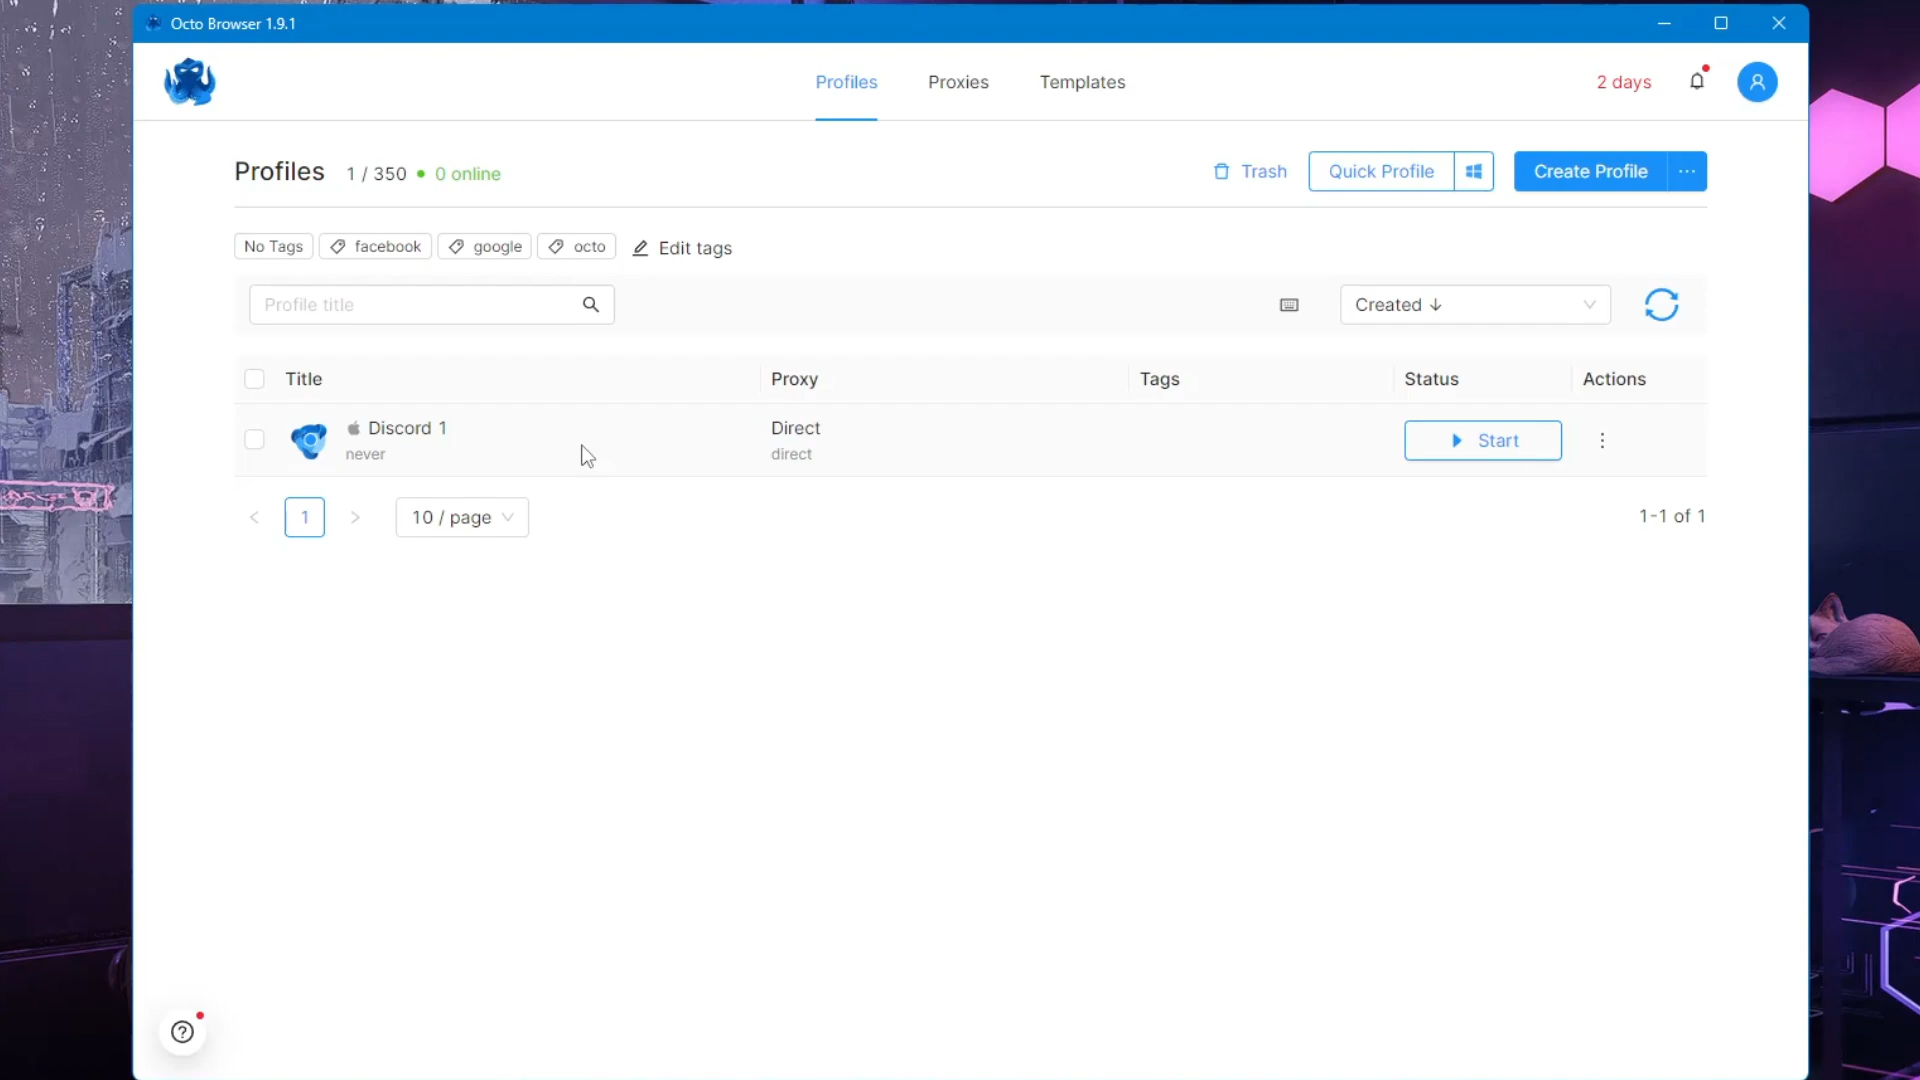 Octo Browser 1.9.1
Profiles Proxies Templates 2 days
Profiles 1 / 350 • 0 online Trash Quick Profile Create Profile ···
No Tags facebook google octo Edit tags
Profile title Created ↓
Title Proxy Tags Status Actions
Discord 1 Direct Start
never direct
< 1 > 10 / page 1-1 of 1